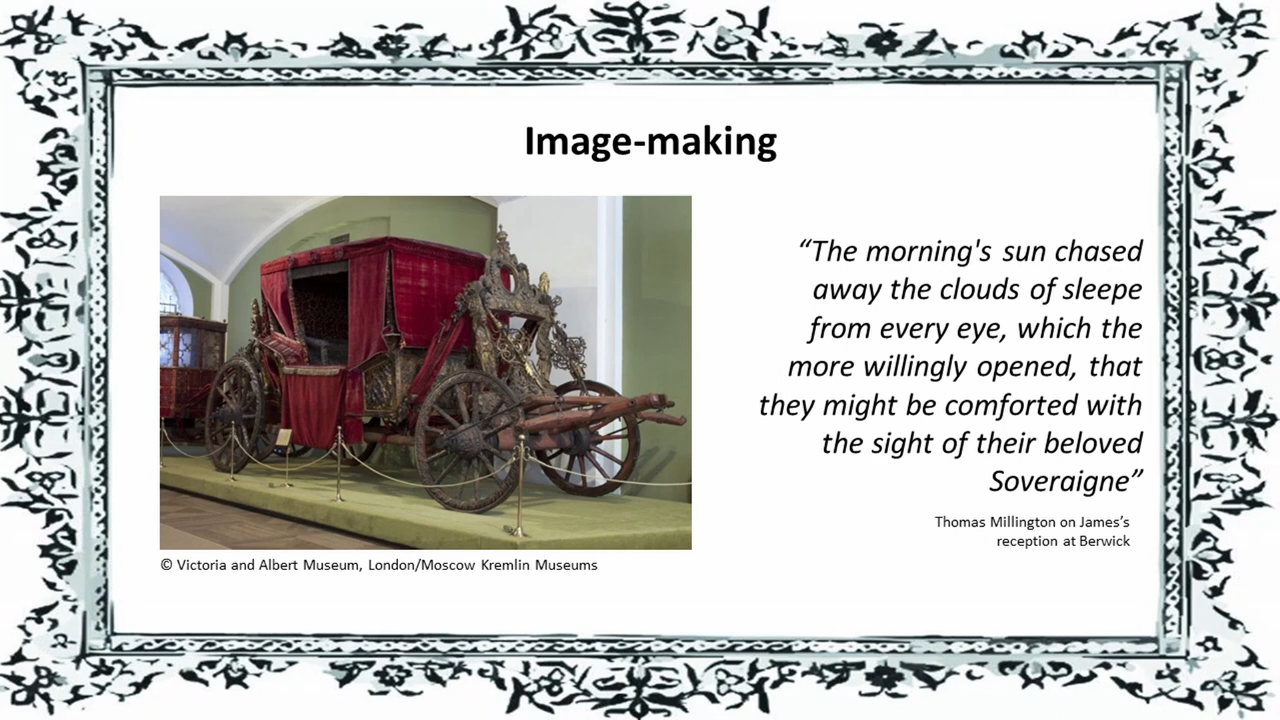 Image-making
“The morning's sun chased
away the clouds of sleepe
from every eye, which the
more willingly opened, that
they might be comforted with
the sight of their beloved
Soveraigne”
Thomas Millington on James’s
reception at Berwick
© Victoria and Albert Museum, London/Moscow Kremlin Museums